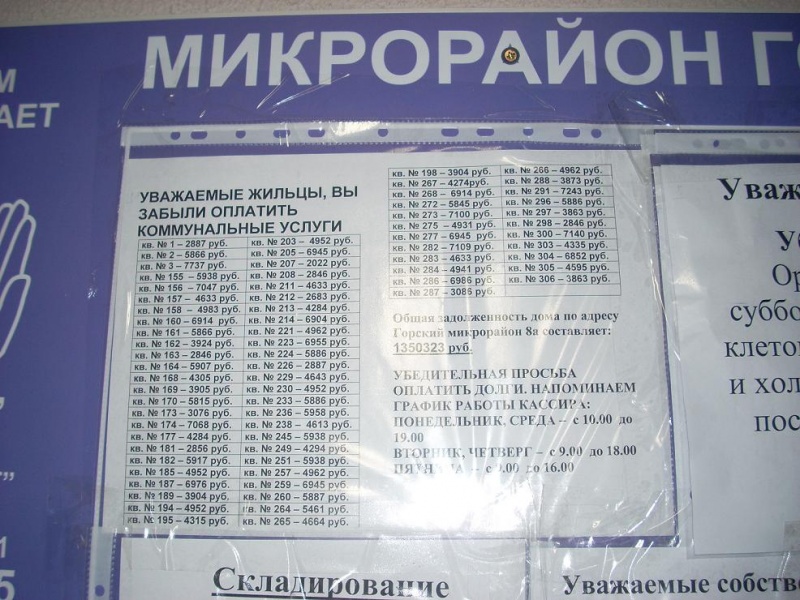 МИКРОРАЙОН Г
М
АЕТ
УВАЖАЕМЫЕ ЖИЛЬЦЫ, ВЫ
ЗАБЫЛИ ОПЛАТИТЬ
КОММУНАЛЬНЫЕ УСЛУГИ
кв. № 1 – 2887 руб.
кв. № 2 – 5866 руб.
кв. № 3 – 7737 руб.
кв. № 155 – 5938 руб.
кв. № 156 – 7047 руб.
кв. № 157 – 4633 руб.
кв. № 158 – 4983 руб.
кв. № 160 – 6914 руб.
кв. № 161 – 5866 руб.
кв. № 162 – 3924 руб.
кв. № 163 – 2846 руб.
кв. № 164 – 5907 руб.
кв. № 168 – 4305 руб.
кв. № 169 – 3905 руб.
кв. № 170 – 5815 руб.
кв. № 173 – 3076 руб.
кв. № 174 – 7068 руб.
кв. № 177 – 4284 руб.
кв. № 181 – 2856 руб.
кв. № 182 – 5917 руб.
кв. № 185 – 4952 руб.
кв. № 187 – 6976 руб.
кв. № 189 – 3904 руб.
кв. № 194 – 4952 руб.
кв. № 195 – 4315 руб.
кв. № 203 – 4952 руб.
кв. № 205 – 6945 руб.
кв. № 207 – 2022 руб.
кв. № 208 – 2846 руб.
кв. № 211 – 4633 руб.
кв. № 212 – 2683 руб.
кв. № 213 – 4284 руб.
кв. № 214 – 6904 руб.
кв. № 221 – 4962 руб.
кв. № 223 – 6955 руб.
кв. № 224 – 5886 руб.
кв. № 226 – 2887 руб.
кв. № 229 – 4643 руб.
кв. № 230 – 4952 руб.
кв. № 233 – 5886 руб.
кв. № 236 – 5958 руб.
кв. № 238 – 4613 руб.
кв. № 245 – 5938 руб.
кв. № 249 – 4294 руб.
кв. № 251 – 5938 руб.
кв. № 257 – 4962 руб.
кв. № 259 – 6945 руб.
кв. № 260 – 5887 руб.
кв. № 264 – 5461 руб.
кв. № 265 – 4664 руб.
кв. № 198 – 3904 руб.
кв. № 267 – 4274руб.
кв. № 268 – 6914 руб.
кв. № 272 – 5845 руб.
кв. № 273 – 7100 руб.
кв. № 275 – 4931 руб.
кв. № 277 – 6945 руб.
кв. № 282 – 7109 руб.
кв. № 283 – 4633 руб.
кв. № 284 – 4941 руб.
кв. № 286 – 6986 руб.
кв. № 287 – 3086 руб.
кв. № 266 – 4962 руб.
кв. № 288 – 3873 руб.
кв. № 291 – 7243 руб.
кв. № 296 – 5886 руб.
кв. № 297 – 3863 руб.
кв. № 298 – 2846 руб.
кв. № 300 – 7140 руб.
кв. № 303 – 4335 руб.
кв. № 304 – 6852 руб.
кв. № 305 – 4595 руб.
кв. № 306 – 3863 руб.
Общая задолженность дома по адресу
Горский микрорайон 8а составляет:
1350323 руб.
УБЕДИТЕЛЬНАЯ ПРОСЬБА
ОПЛАТИТЬ ДОЛГИ. НАПОМИНАЕМ
ГРАФИК РАБОТЫ КАССИРА:
ПОНЕДЕЛЬНИК, СРЕДА – с 10.00 до
19.00
ВТОРНИК, ЧЕТВЕРГ – с 9.00 до 18.00
ПЯТНИЦА – с 9.00 до 16.00
Уваж
Уб
Ор
суббо
клето
и хол
пос
Складирование
Уважаемые собств
1
5